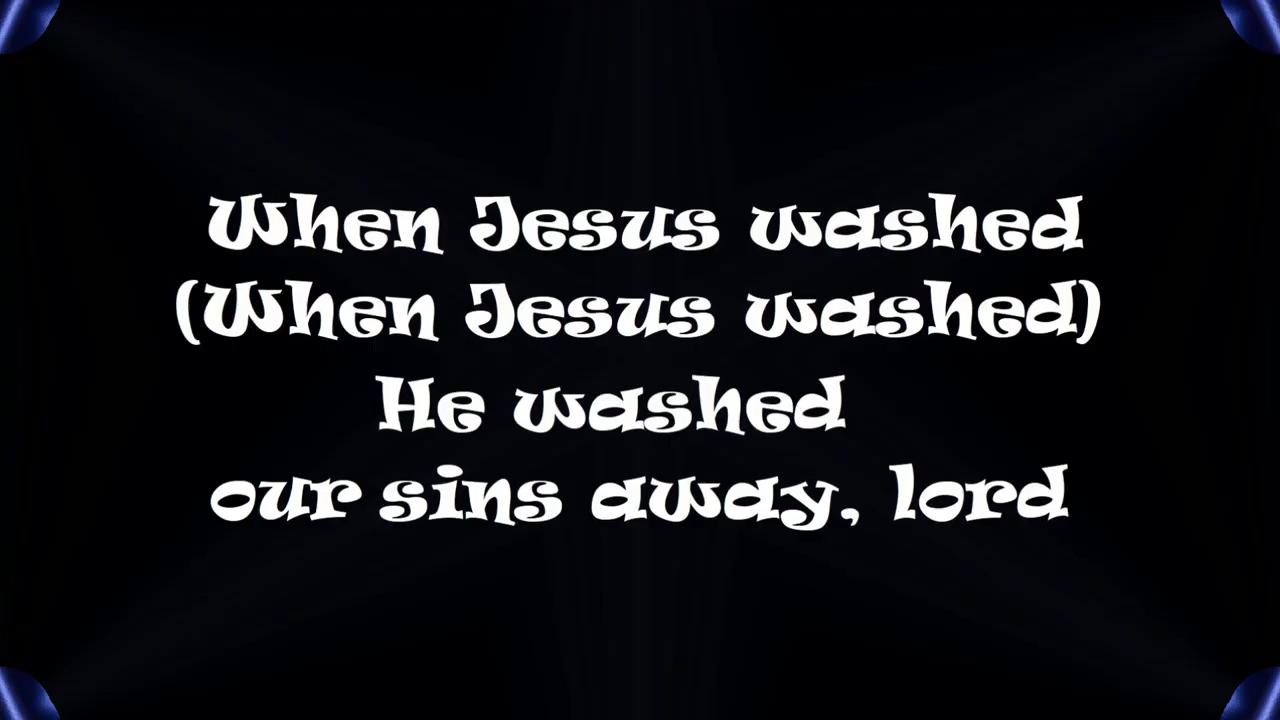 When Jesus washed
(When Jesus washed)
He washed
our sins away, lord